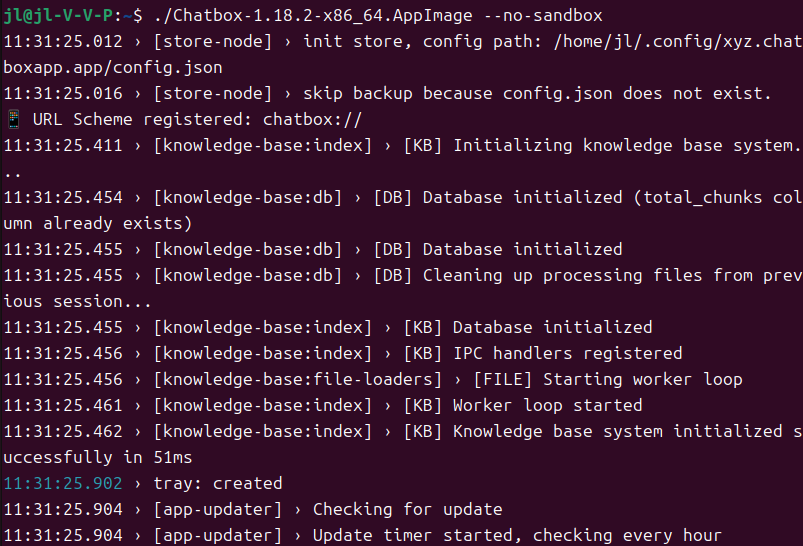 jl@jl-V-V-P:~$ ./Chatbox-1.18.2-x86_64.AppImage --no-sandbox
11:31:25.012 › [store-node] › init store, config path: /home/jl/.config/xyz.chat
boxapp.app/config.json
11:31:25.016 › [store-node] › skip backup because config.json does not exist.
📱 URL Scheme registered: chatbox://
11:31:25.411 › [knowledge-base:index] › [KB] Initializing knowledge base system.
..
11:31:25.454 › [knowledge-base:db] › [DB] Database initialized (total_chunks col
umn already exists)
11:31:25.455 › [knowledge-base:db] › [DB] Database initialized
11:31:25.455 › [knowledge-base:db] › [DB] Cleaning up processing files from prev
ious session...
11:31:25.455 › [knowledge-base:index] › [KB] Database initialized
11:31:25.456 › [knowledge-base:index] › [KB] IPC handlers registered
11:31:25.456 › [knowledge-base:file-loaders] › [FILE] Starting worker loop
11:31:25.461 › [knowledge-base:index] › [KB] Worker loop started
11:31:25.462 › [knowledge-base:index] › [KB] Knowledge base system initialized s
uccessfully in 51ms
11:31:25.902 › tray: created
11:31:25.904 › [app-updater] › Checking for update
11:31:25.904 › [app-updater] › Update timer started, checking every hour